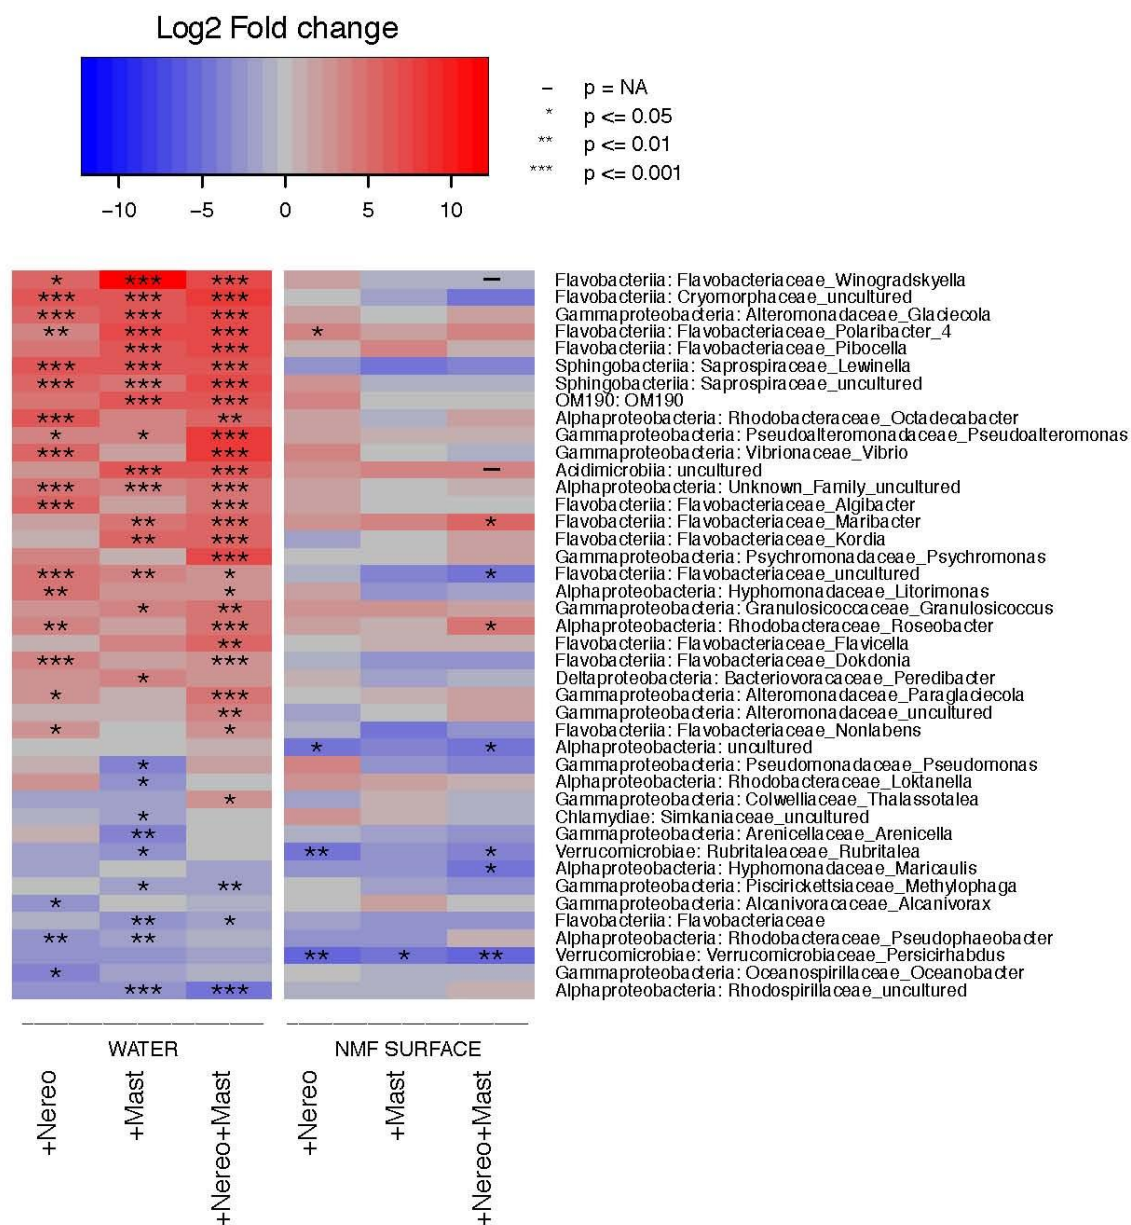 Log2 Fold change
−10 −5 0 5 10
− p = NA
* p <= 0.05
** p <= 0.01
*** p <= 0.001
* *** *** − Flavobacteriia: Flavobacteriaceae_Winogradskyella
*** *** *** Flavobacteriia: Cryomorphaceae_uncultured
*** *** *** Gammaproteobacteria: Alteromonadaceae_Glaciecola
** *** *** * Flavobacteriia: Flavobacteriaceae_Polaribacter_4
*** *** Flavobacteriia: Flavobacteriaceae_Pibocella
*** *** *** Sphingobacteriia: Saprospiraceae_Lewinella
*** *** *** Sphingobacteriia: Saprospiraceae_uncultured
*** *** OM190: OM190
*** ** Alphaproteobacteria: Rhodobacteraceae_Octadecabacter
* * *** Gammaproteobacteria: Pseudoalteromonadaceae_Pseudoalteromonas
*** *** Gammaproteobacteria: Vibrionaceae_Vibrio
*** *** − Acidimicrobiia: uncultured
*** *** *** Alphaproteobacteria: Unknown_Family_uncultured
*** *** Flavobacteriia: Flavobacteriaceae_Algibacter
** *** * Flavobacteriia: Flavobacteriaceae_Maribacter
** *** Flavobacteriia: Flavobacteriaceae_Kordia
*** Gammaproteobacteria: Psychromonadaceae_Psychromonas
*** ** * * Flavobacteriia: Flavobacteriaceae_uncultured
** * Alphaproteobacteria: Hyphomonadaceae_Litorimonas
* ** Gammaproteobacteria: Granulosicoccaceae_Granulosicoccus
** *** * Alphaproteobacteria: Rhodobacteraceae_Roseobacter
** Flavobacteriia: Flavobacteriaceae_Flavicella
*** *** Flavobacteriia: Flavobacteriaceae_Dokdonia
* Deltaproteobacteria: Bacteriovoracaceae_Peredibacter
* *** Gammaproteobacteria: Alteromonadaceae_Paraglaciecola
** Gammaproteobacteria: Alteromonadaceae_uncultured
* * Flavobacteriia: Flavobacteriaceae_Nonlabens
* * Alphaproteobacteria: uncultured
* Gammaproteobacteria: Pseudomonadaceae_Pseudomonas
* Alphaproteobacteria: Rhodobacteraceae_Loktanella
* Gammaproteobacteria: Colwelliaceae_Thalassotalea
* Chlamydiae: Simkaniaceae_uncultured
** Gammaproteobacteria: Arenicellaceae_Arenicella
* ** * Verrucomicrobiae: Rubritaleaceae_Rubritalea
* Alphaproteobacteria: Hyphomonadaceae_Maricaulis
* ** Gammaproteobacteria: Piscirickettsiaceae_Methylophaga
* Gammaproteobacteria: Alcanivoracaceae_Alcanivorax
** * Flavobacteriia: Flavobacteriaceae
** ** Alphaproteobacteria: Rhodobacteraceae_Pseudophaeobacter
** * ** Verrucomicrobiae: Verrucomicrobiaceae_Persicirhabdus
* Gammaproteobacteria: Oceanospirillaceae_Oceanobacter
*** *** Alphaproteobacteria: Rhodospirillaceae_uncultured
WATER NMF SURFACE
+Nereo +Mast +Nereo+Mast +Nereo +Mast +Nereo+Mast